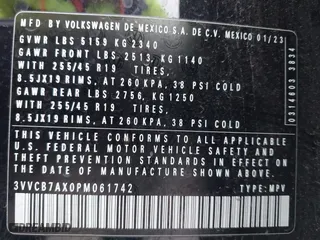 MFD BY VOLKSWAGEN DE MEXICO S.A. DE C.V. MEXICO 01/23
GVWR LBS 5159 KG 2340
GAWR FRONT LBS 2513, KG 1140
WITH 255/45 R19 TIRES,
8.5JX19 RIMS, AT 260 KPA, 38 PSI COLD
GAWR REAR LBS 2756, KG 1250
WITH 255/45 R19 TIRES,
8.5JX19 RIMS, AT 260 KPA, 38 PSI COLD
THIS VEHICLE CONFORMS TO ALL APPLICABLE
U.S. FEDERAL MOTOR VEHICLE SAFETY AND
THEFT PREVENTION STANDARDS IN EFFECT ON
THE DATE OF MANUFACTURE SHOWN ABOVE.
3VVCB7AX0PM061742 TYPE: MPV